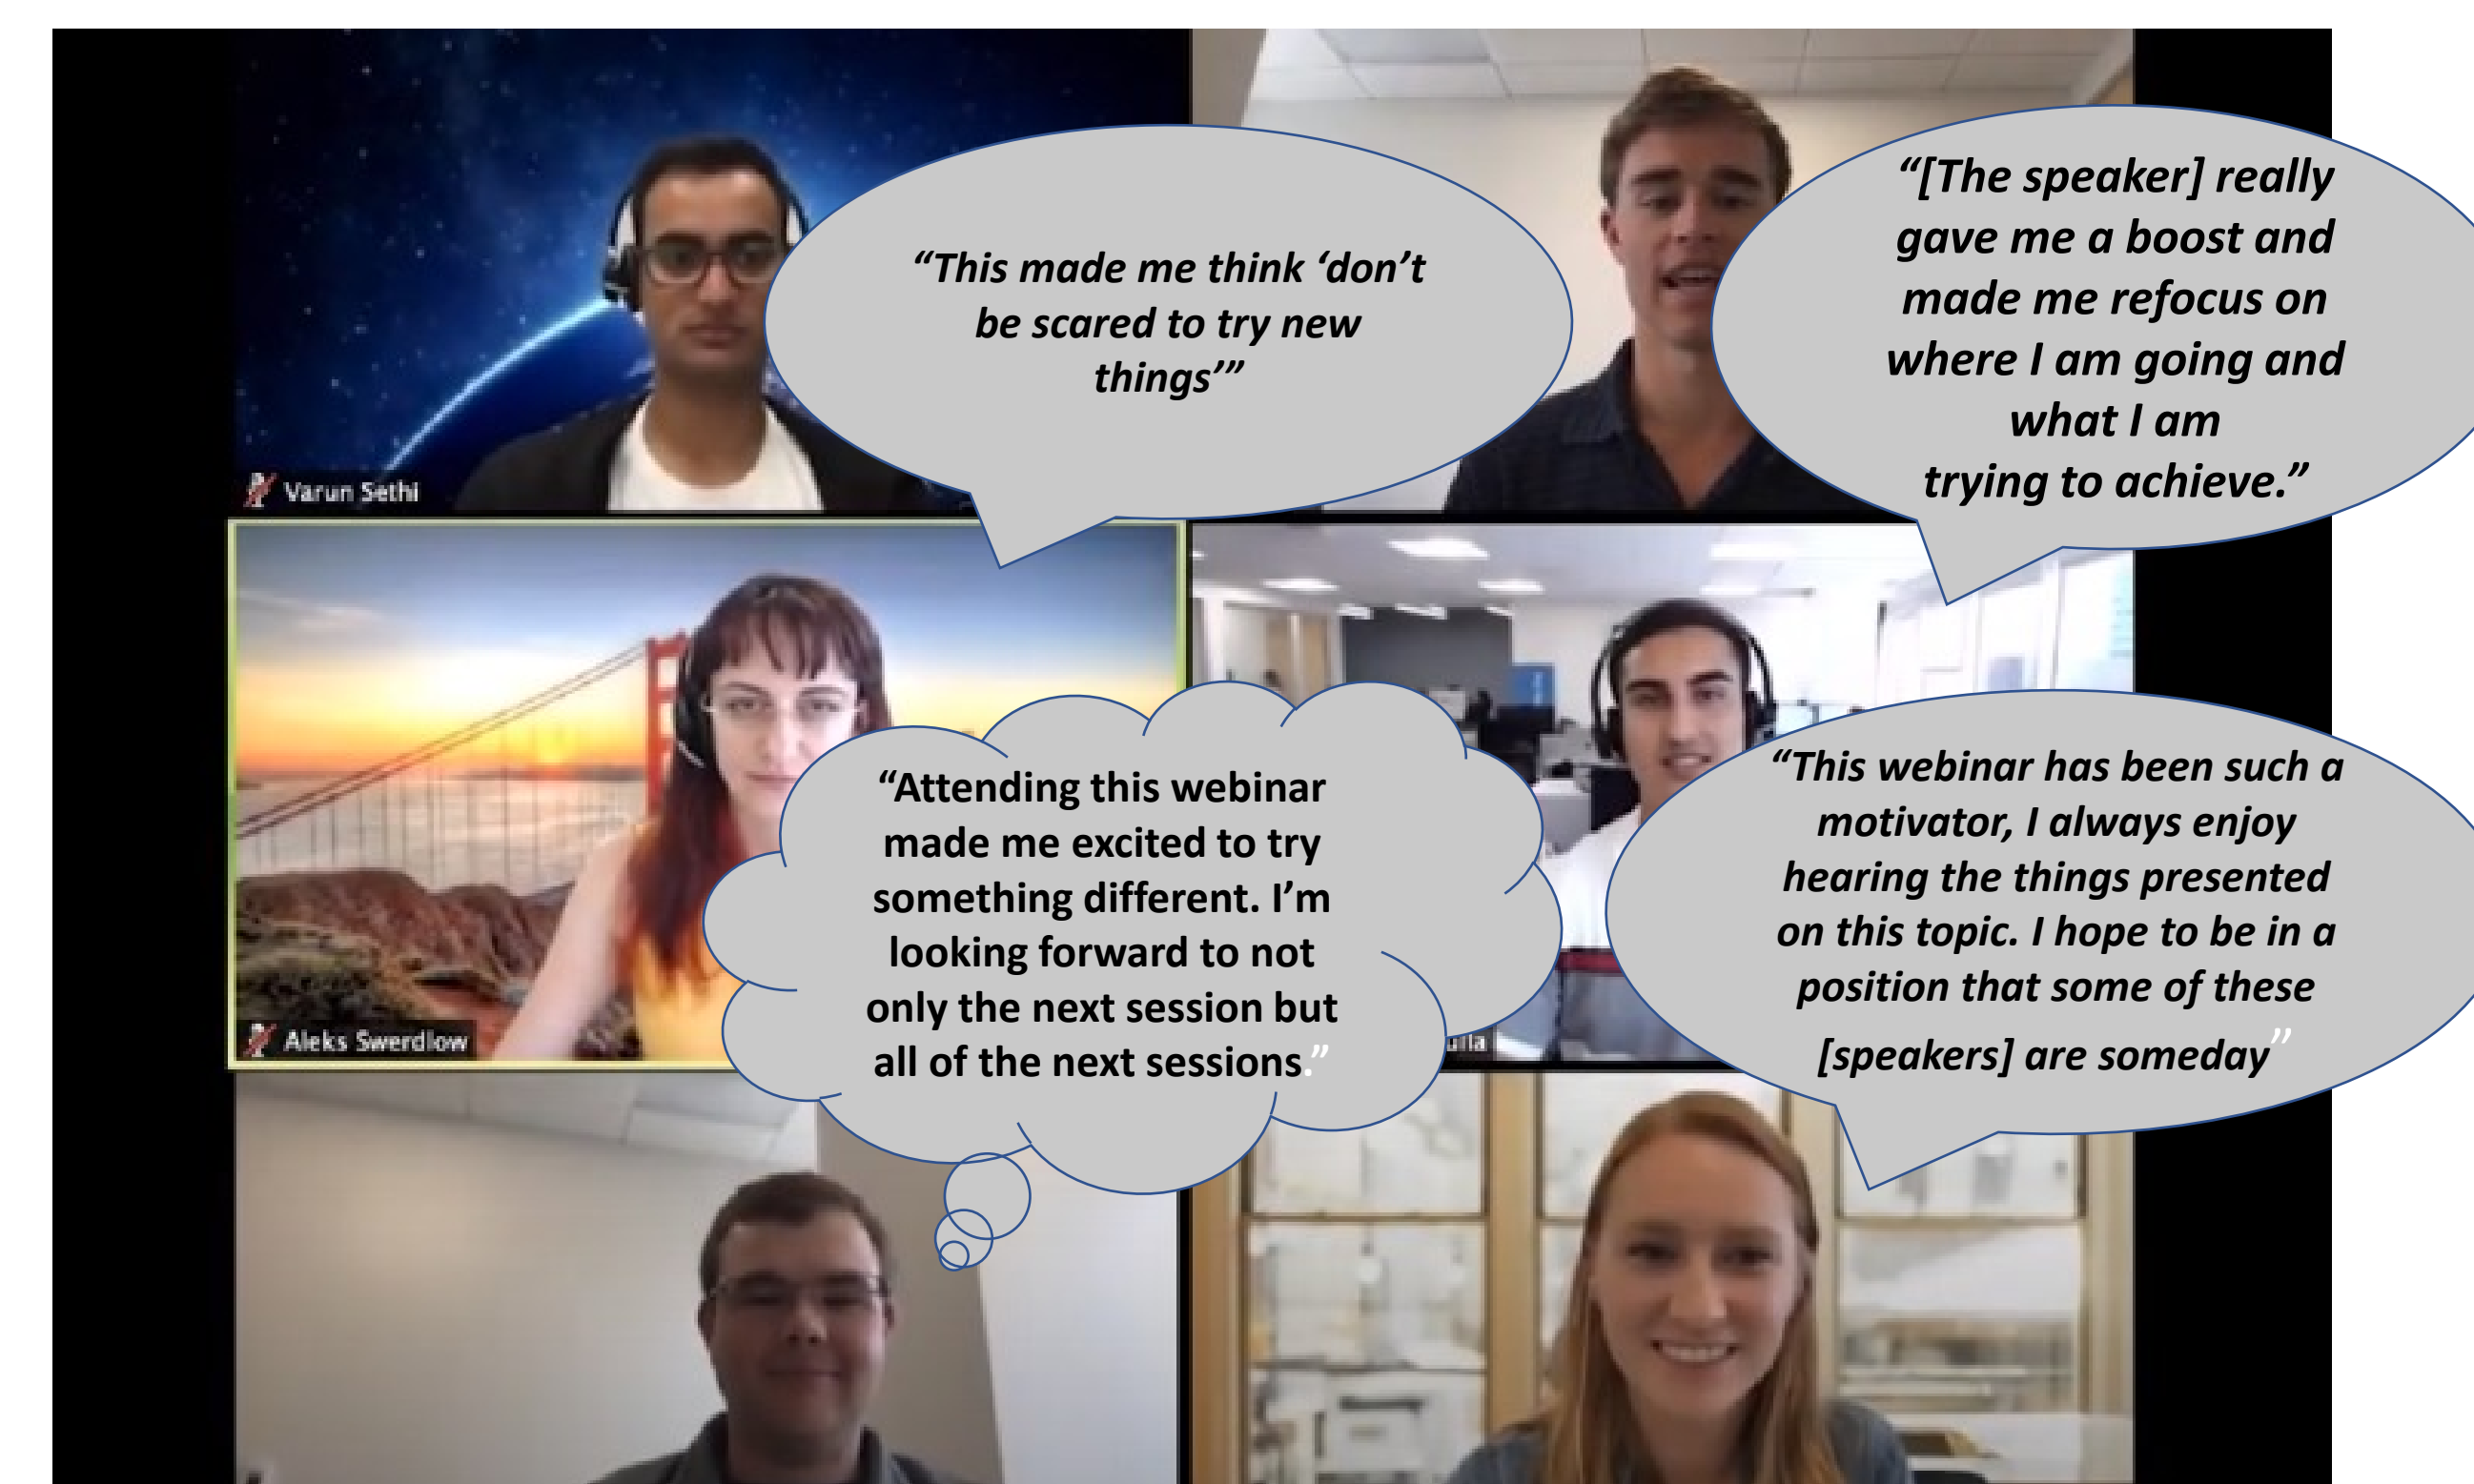 “This made me think ‘don’t
be scared to try new
things’”
“[The speaker] really
gave me a boost and
made me refocus on
where I am going and
what I am
trying to achieve.”
Varun Sethi
“Attending this webinar
made me excited to try
something different. I’m
looking forward to not
only the next session but
all of the next sessions.”
“This webinar has been such a
motivator, I always enjoy
hearing the things presented
on this topic. I hope to be in a
position that some of these
[speakers] are someday”
Aleks Swerdlow